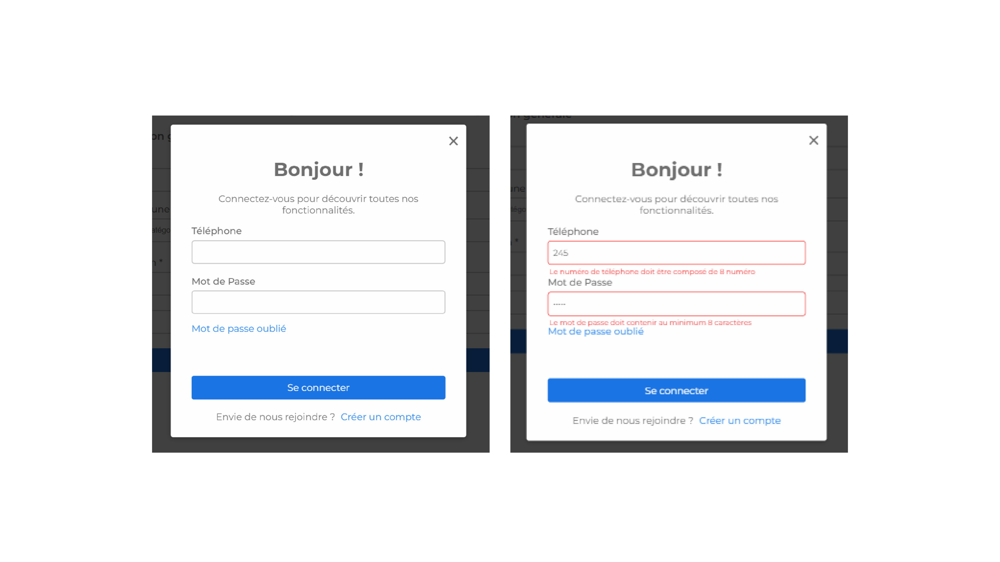 on g
Bonjour !
Connectez-vous pour découvrir toutes nos
fonctionnalités.
une
atégo
Téléphone
n *
Mot de Passe
Mot de passe oublié
Se connecter
Envie de nous rejoindre ? Créer un compte
on générale
Bonjour !
Connectez-vous pour découvrir toutes nos
fonctionnalités.
une
tégo
Téléphone
*
245
Le numéro de téléphone doit être composé de 8 numéro
Mot de Passe
Le mot de passe doit contenir au minimum 8 caractères
Mot de passe oublié
Se connecter
Envie de nous rejoindre ? Créer un compte